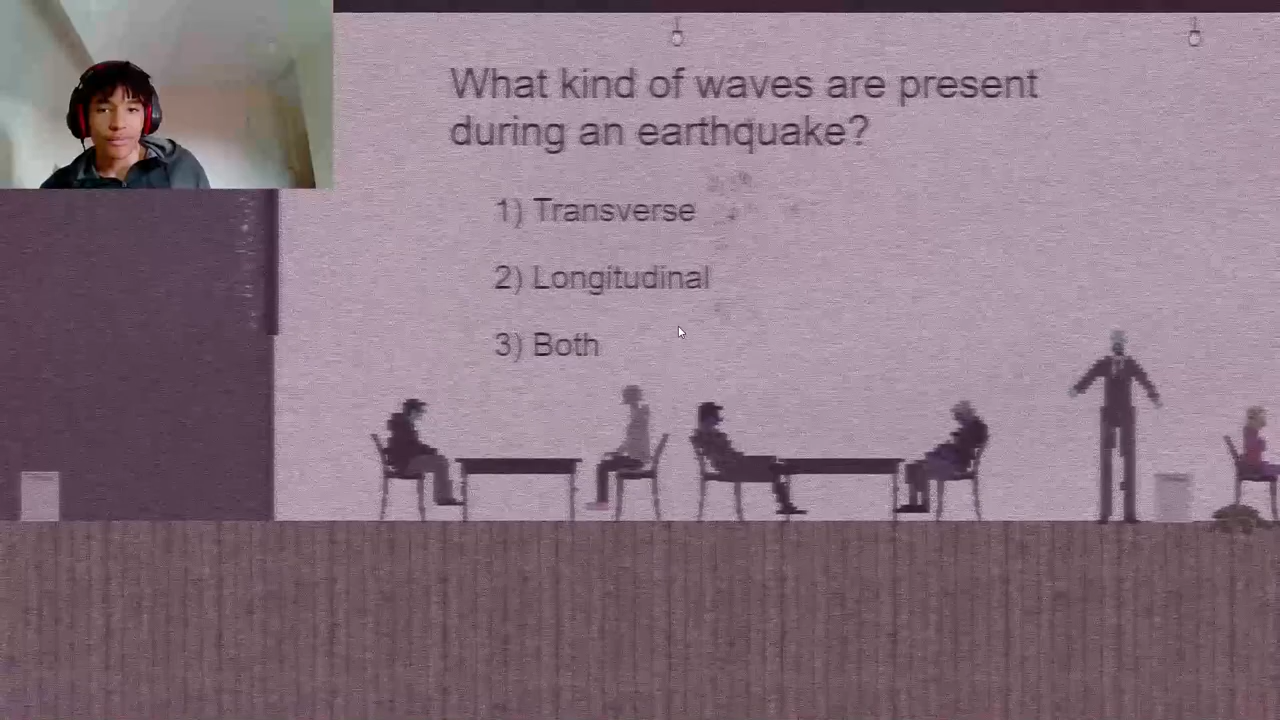 What kind of waves are present
during an earthquake?
1) Transverse
2) Longitudinal
3) Both